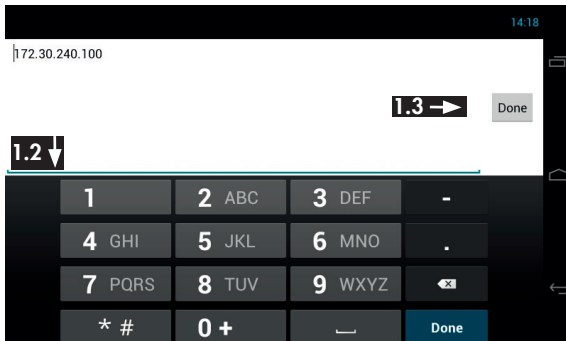 14:18
172.30.240.100
1.3
Done
1.2
1 2 ABC 3 DEF -
4 GHI 5 JKL 6 MNO .
7 PQRS 8 TUV 9 WXYZ
* # 0 + Done